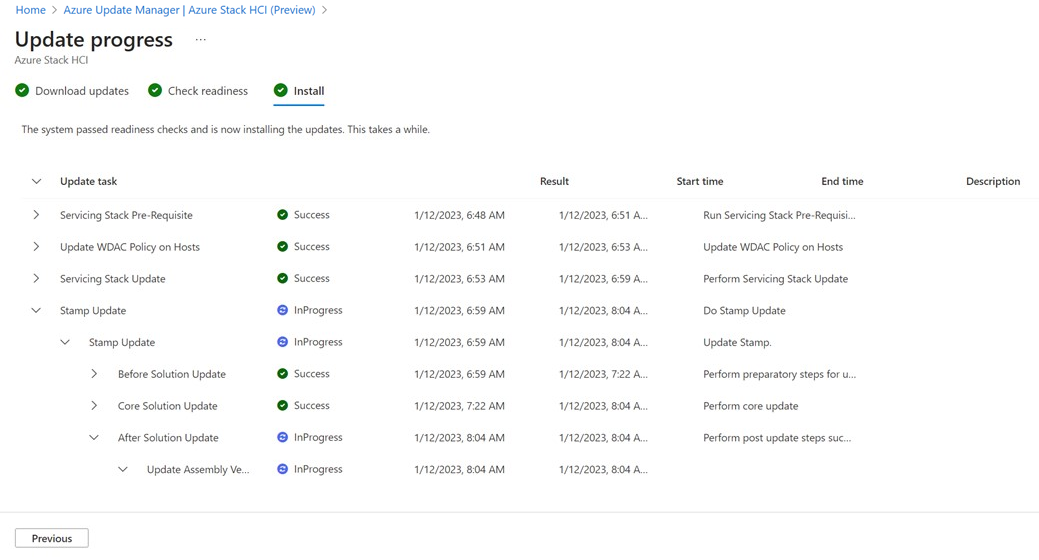 Home > Azure Update Manager | Azure Stack HCI (Preview) >
Update progress ...
Azure Stack HCI
Download updates Check readiness Install
The system passed readiness checks and is now installing the updates. This takes a while.
Update task Result Start time End time Description
Servicing Stack Pre-Requisite Success 1/12/2023, 6:48 AM 1/12/2023, 6:51 A... Run Servicing Stack Pre-Requisi...
Update WDAC Policy on Hosts Success 1/12/2023, 6:51 AM 1/12/2023, 6:53 A... Update WDAC Policy on Hosts
Servicing Stack Update Success 1/12/2023, 6:53 AM 1/12/2023, 6:59 A... Perform Servicing Stack Update
Stamp Update InProgress 1/12/2023, 6:59 AM 1/12/2023, 8:04 A... Do Stamp Update
Stamp Update InProgress 1/12/2023, 6:59 AM 1/12/2023, 8:04 A... Update Stamp.
Before Solution Update Success 1/12/2023, 6:59 AM 1/12/2023, 7:22 A... Perform preparatory steps for u...
Core Solution Update Success 1/12/2023, 7:22 AM 1/12/2023, 8:04 A... Perform core update
After Solution Update InProgress 1/12/2023, 8:04 AM 1/12/2023, 8:04 A... Perform post update steps suc...
Update Assembly Ve... InProgress 1/12/2023, 8:04 AM 1/12/2023, 8:04 A...
Previous